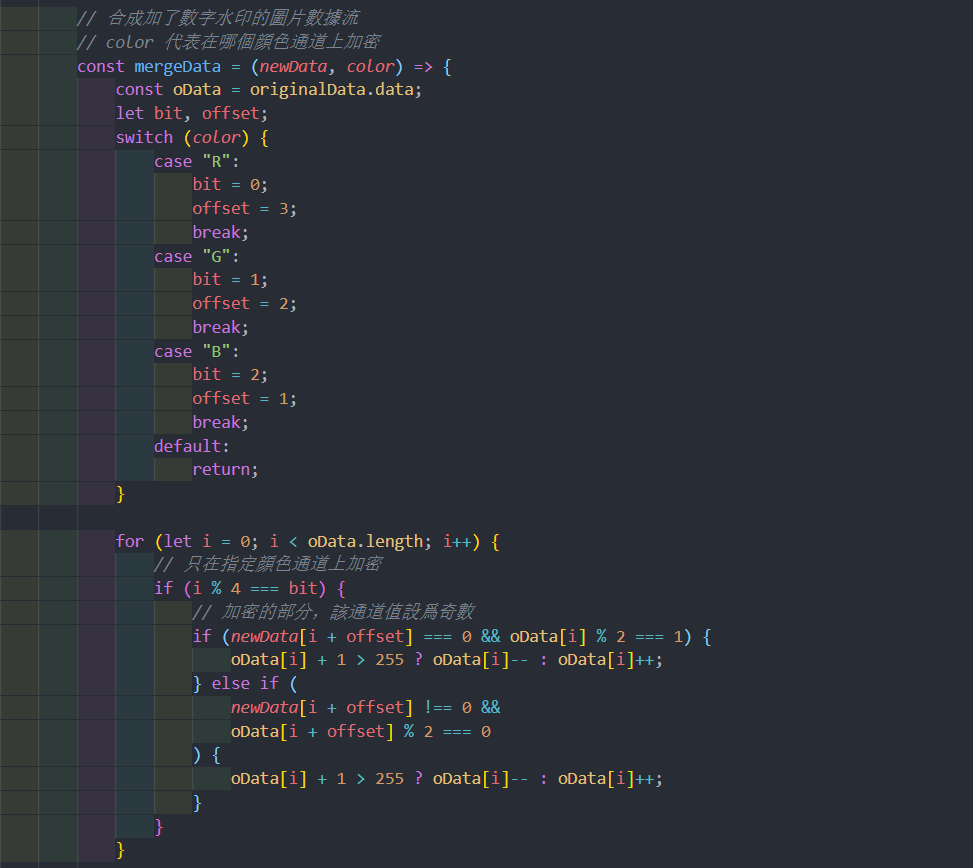 // 合成加了數字水印的圖片數據流
// color 代表在哪個顏色通道上加密
const mergeData = (newData, color) => {
const oData = originalData.data;
let bit, offset;
switch (color) {
case "R":
bit = 0;
offset = 3;
break;
case "G":
bit = 1;
offset = 2;
break;
case "B":
bit = 2;
offset = 1;
break;
default:
return;
}
for (let i = 0; i < oData.length; i++) {
// 只在指定顏色通道上加密
if (i % 4 === bit) {
// 加密的部分，該通道值設爲奇數
if (newData[i + offset] === 0 && oData[i] % 2 === 1) {
oData[i] + 1 > 255 ? oData[i]-- : oData[i]++;
} else if (
newData[i + offset] !== 0 &&
oData[i + offset] % 2 === 0
) {
oData[i] + 1 > 255 ? oData[i]-- : oData[i]++;
}
}
}